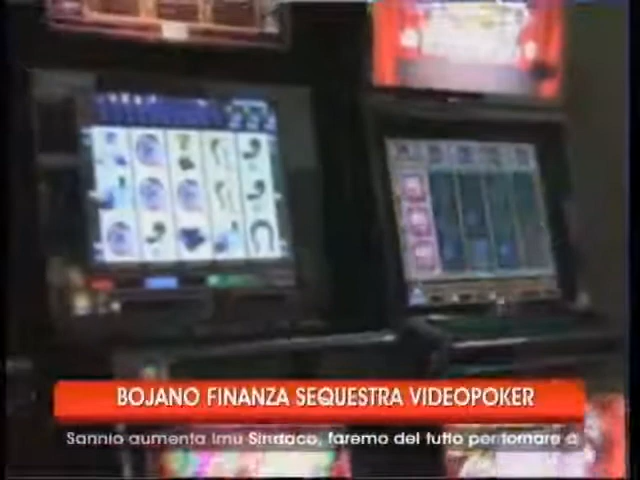 BOJANO FINANZA SEQUESTRA VIDEOPOKER
Sannio aumenta Imu Sindaco, faremo del tutto per tornare a